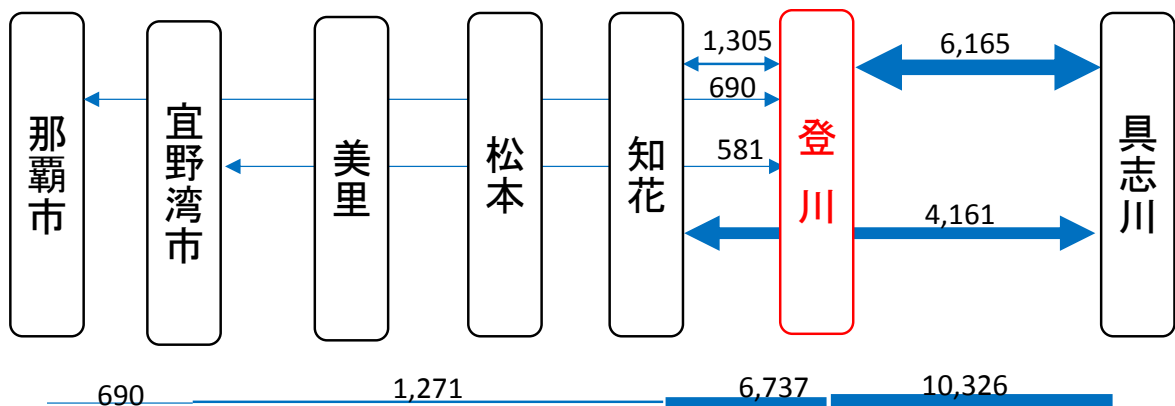 1,305
6,165
690
581
4,161
那覇市
宜野湾市
美里
松本
知花
登川
具志川
690
1,271
6,737
10,326